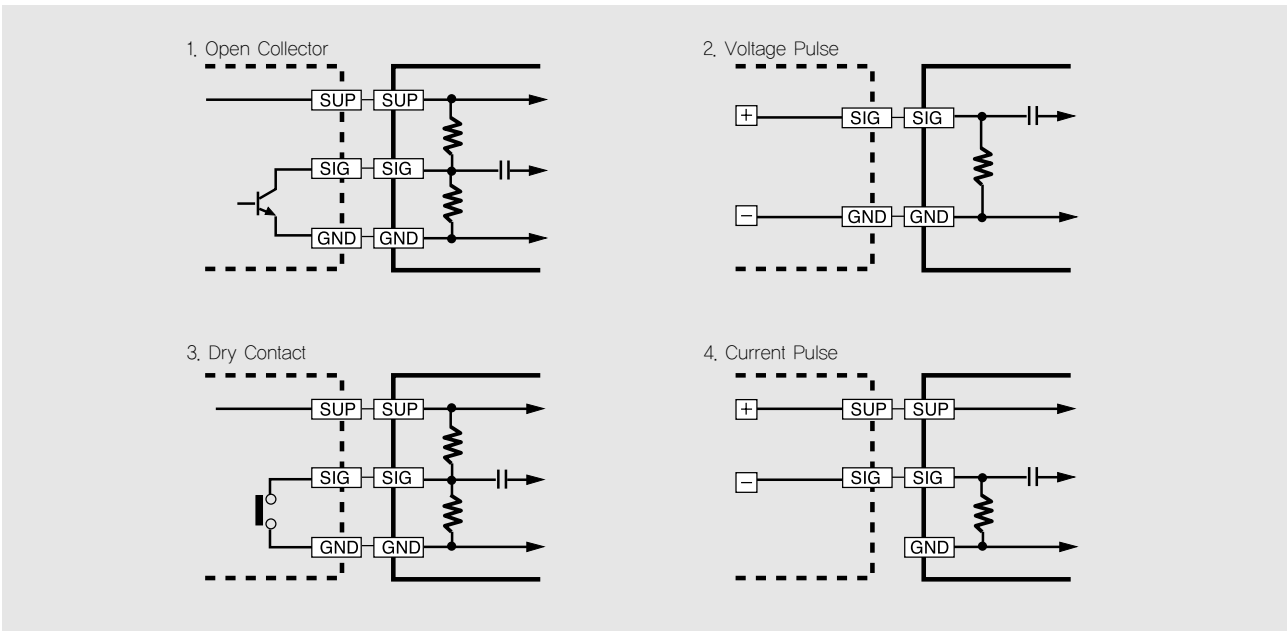 1. Open Collector
SUP SUP
SIG SIG
GND GND
2. Voltage Pulse
+ SIG SIG
− GND GND
3. Dry Contact
SUP SUP
SIG SIG
GND GND
4. Current Pulse
+ SUP SUP
− SIG SIG
GND